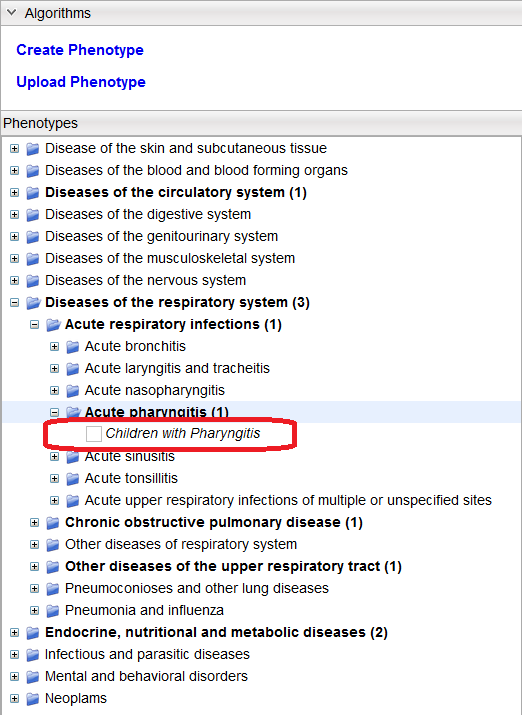 Algorithms
Create Phenotype
Upload Phenotype
Phenotypes
Disease of the skin and subcutaneous tissue
Diseases of the blood and blood forming organs
Diseases of the circulatory system (1)
Diseases of the digestive system
Diseases of the genitourinary system
Diseases of the musculoskeletal system
Diseases of the nervous system
Diseases of the respiratory system (3)
Acute respiratory infections (1)
Acute bronchitis
Acute laryngitis and tracheitis
Acute nasopharyngitis
Acute pharyngitis (1)
Children with Pharyngitis
Acute sinusitis
Acute tonsillitis
Acute upper respiratory infections of multiple or unspecified sites
Chronic obstructive pulmonary disease (1)
Other diseases of respiratory system
Other diseases of the upper respiratory tract (1)
Pneumoconioses and other lung diseases
Pneumonia and influenza
Endocrine, nutritional and metabolic diseases (2)
Infectious and parasitic diseases
Mental and behavioral disorders
Neoplams